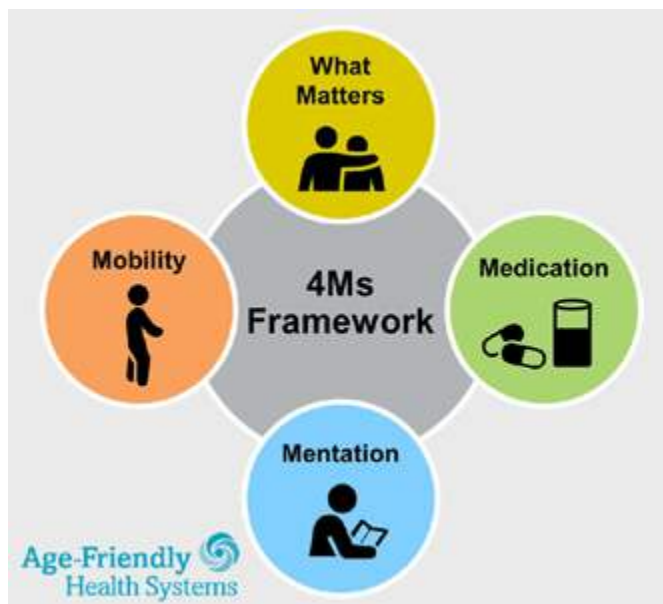 What
Matters
Mobility
Medication
4Ms
Framework
Mentation
Age-Friendly
Health Systems